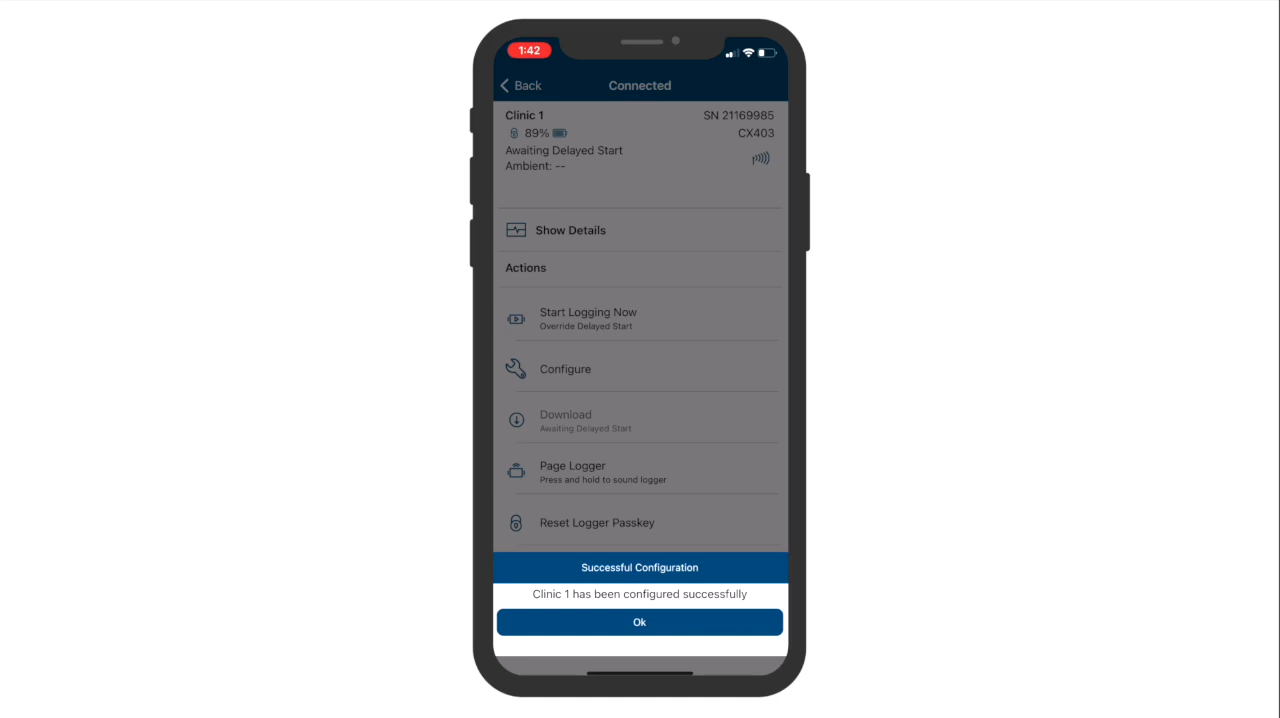 1:42
Back
Connected
Clinic 1
SN 21169985
89%
CX403
Awaiting Delayed Start
Ambient: --
Show Details
Actions
Start Logging Now
Override Delayed Start
Configure
Download
Awaiting Delayed Start
Page Logger
Press and hold to sound logger
Reset Logger Passkey
Successful Configuration
Clinic 1 has been configured successfully
Ok